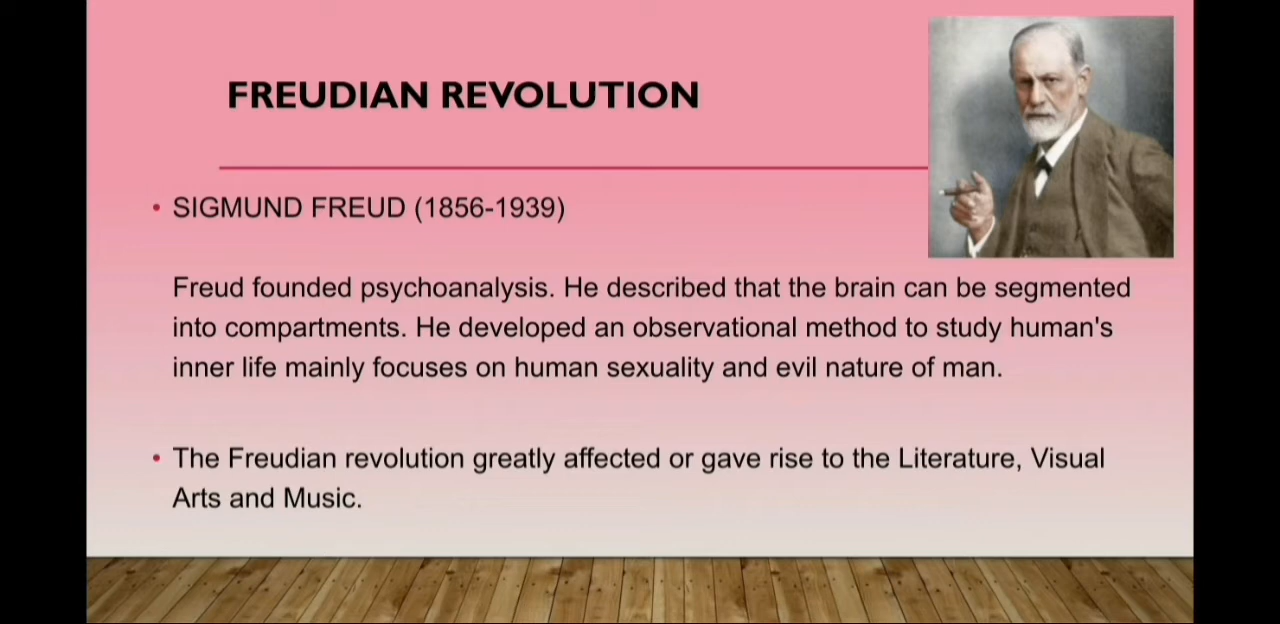 FREUDIAN REVOLUTION
• SIGMUND FREUD (1856-1939)
Freud founded psychoanalysis. He described that the brain can be segmented
into compartments. He developed an observational method to study human's
inner life mainly focuses on human sexuality and evil nature of man.
• The Freudian revolution greatly affected or gave rise to the Literature, Visual
Arts and Music.